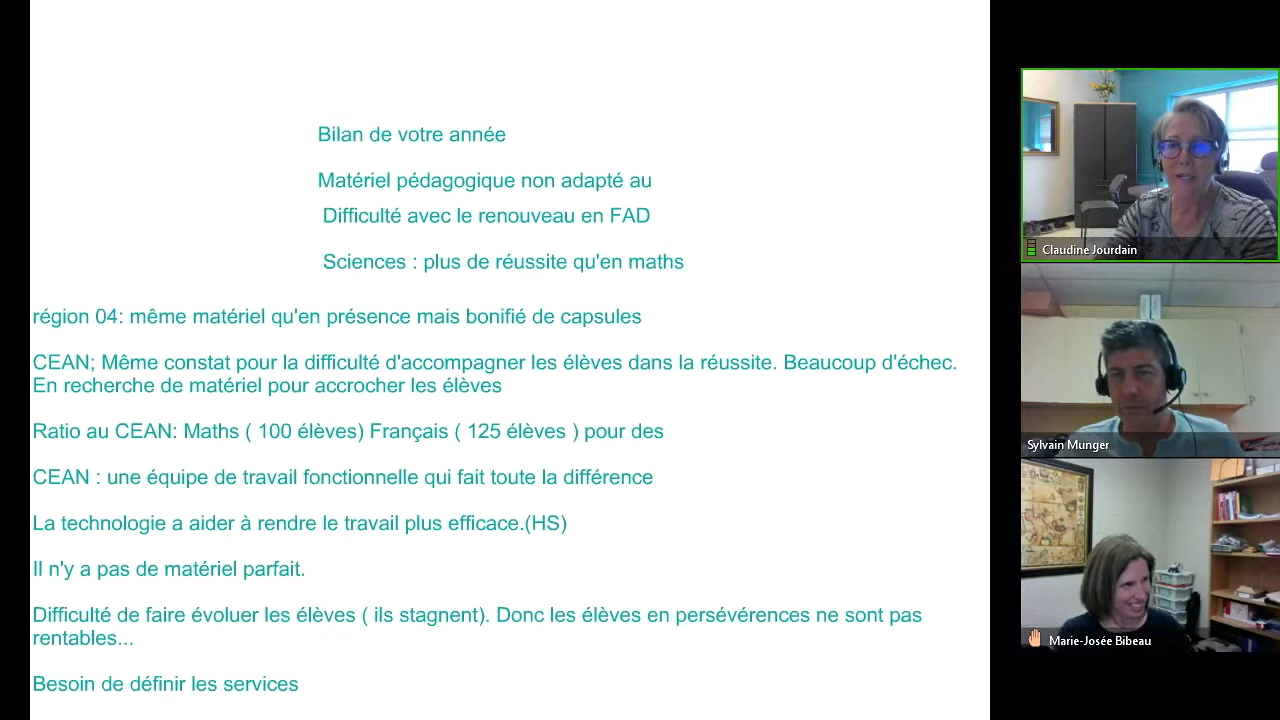 Bilan de votre année
Matériel pédagogique non adapté au
Difficulté avec le renouveau en FAD
Sciences : plus de réussite qu'en maths
région 04: même matériel qu'en présence mais bonifié de capsules
CEAN; Même constat pour la difficulté d'accompagner les élèves dans la réussite. Beaucoup d'échec.
En recherche de matériel pour accrocher les élèves
Ratio au CEAN: Maths ( 100 élèves) Français ( 125 élèves ) pour des
CEAN : une équipe de travail fonctionnelle qui fait toute la différence
La technologie a aider à rendre le travail plus efficace.(HS)
Il n'y a pas de matériel parfait.
Difficulté de faire évoluer les élèves ( ils stagnent). Donc les élèves en persévérences ne sont pas
rentables...
Besoin de définir les services
Claudine Jourdain
Sylvain Munger
Marie-Josée Bibeau